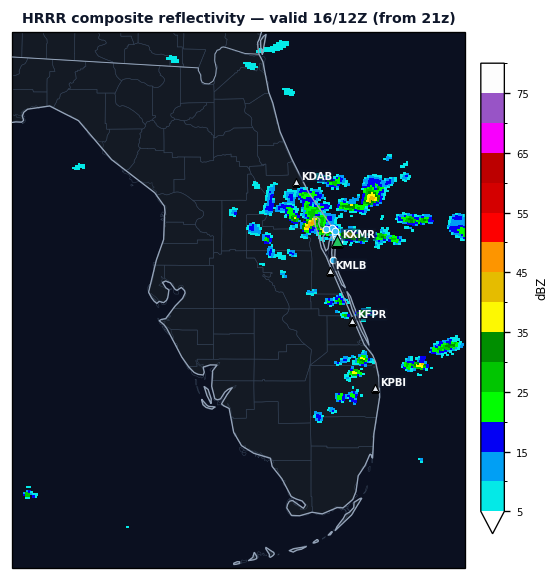 HRRR composite reflectivity — valid 16/12Z (from 21z)
KDAB
KXMR
KMLB
KFPR
KPBI
75
65
55
45
35
25
15
5
dBZ